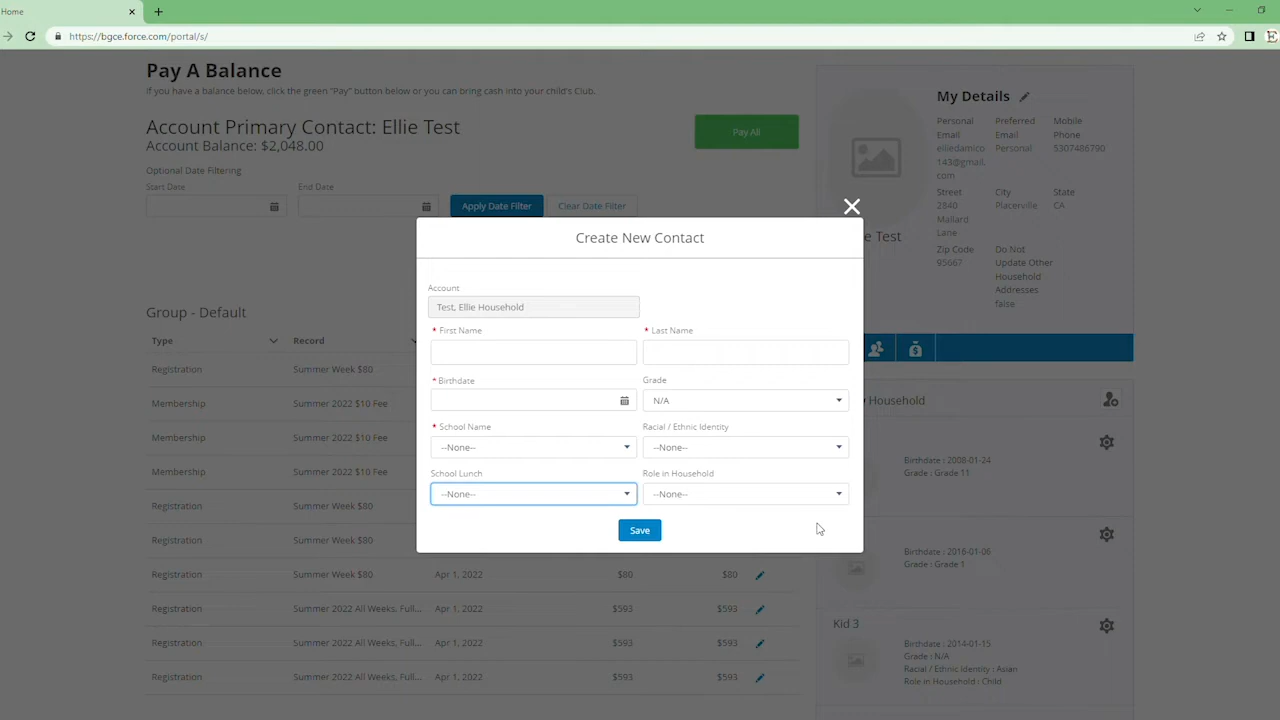 Home
https://bgce.force.com/portal/s/
Pay A Balance
If you have a balance below, click the green "Pay" button below or you can bring cash into your child's Club.
Account Primary Contact: Ellie Test
Account Balance: $2,048.00
Pay All
Optional Date Filtering
Start Date
End Date
Apply Date Filter
Clear Date Filter
Group - Default
Type
Record
Registration
Summer Week $80
Membership
Summer 2022 $10 Fee
Membership
Summer 2022 $10 Fee
Membership
Summer 2022 $10 Fee
Registration
Summer Week $80
Registration
Summer Week $80
Registration
Summer Week $80
Apr 1, 2022
$80
$80
Registration
Summer 2022 All Weeks, Full...
Apr 1, 2022
$593
$593
Registration
Summer 2022 All Weeks, Full...
Apr 1, 2022
$593
$593
Registration
Summer 2022 All Weeks, Full...
Apr 1, 2022
$593
$593
Create New Contact
Account
Test, Ellie Household
* First Name
* Last Name
* Birthdate
Grade
N/A
* School Name
--None--
Racial / Ethnic Identity
--None--
School Lunch
--None--
Role in Household
--None--
Save
My Details
Personal
Email
elliedamico
143@gmail.
com
Preferred
Email
Personal
Mobile
Phone
5307486790
Street
2840
Mallard
Lane
City
Placerville
State
CA
Zip Code
95667
Do Not
Update Other
Household
Addresses
false
e Test
Household
Birthdate : 2008-01-24
Grade : Grade 11
Birthdate : 2016-01-06
Grade : Grade 1
Kid 3
Birthdate : 2014-01-15
Grade : N/A
Racial / Ethnic Identity : Asian
Role in Household : Child